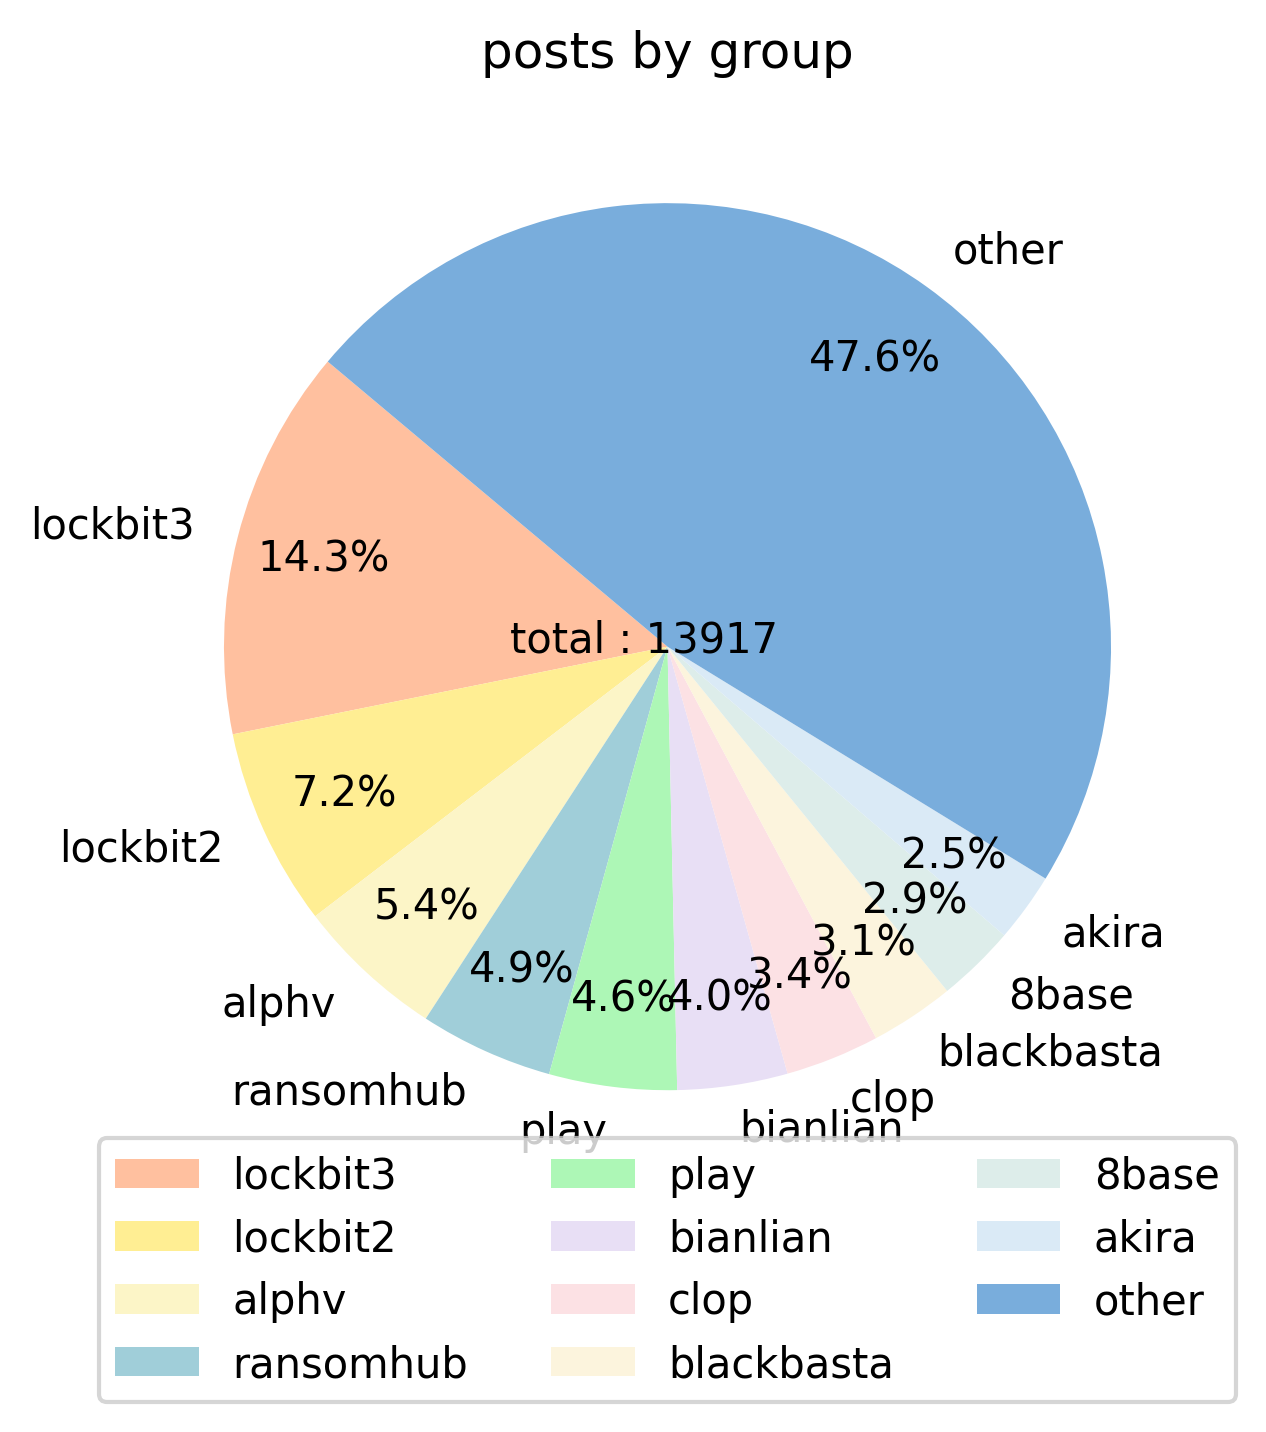 posts by group
other
47.6%
lockbit3
14.3%
total : 13917
7.2%
lockbit2
5.4%
2.5%
2.9%
akira
3.1%
4.9%
3.4%
4.6%
4.0%
alphv
8base
blackbasta
ransomhub
clop
play
bianlian
lockbit3
lockbit2
alphv
ransomhub
play
bianlian
clop
blackbasta
8base
akira
other